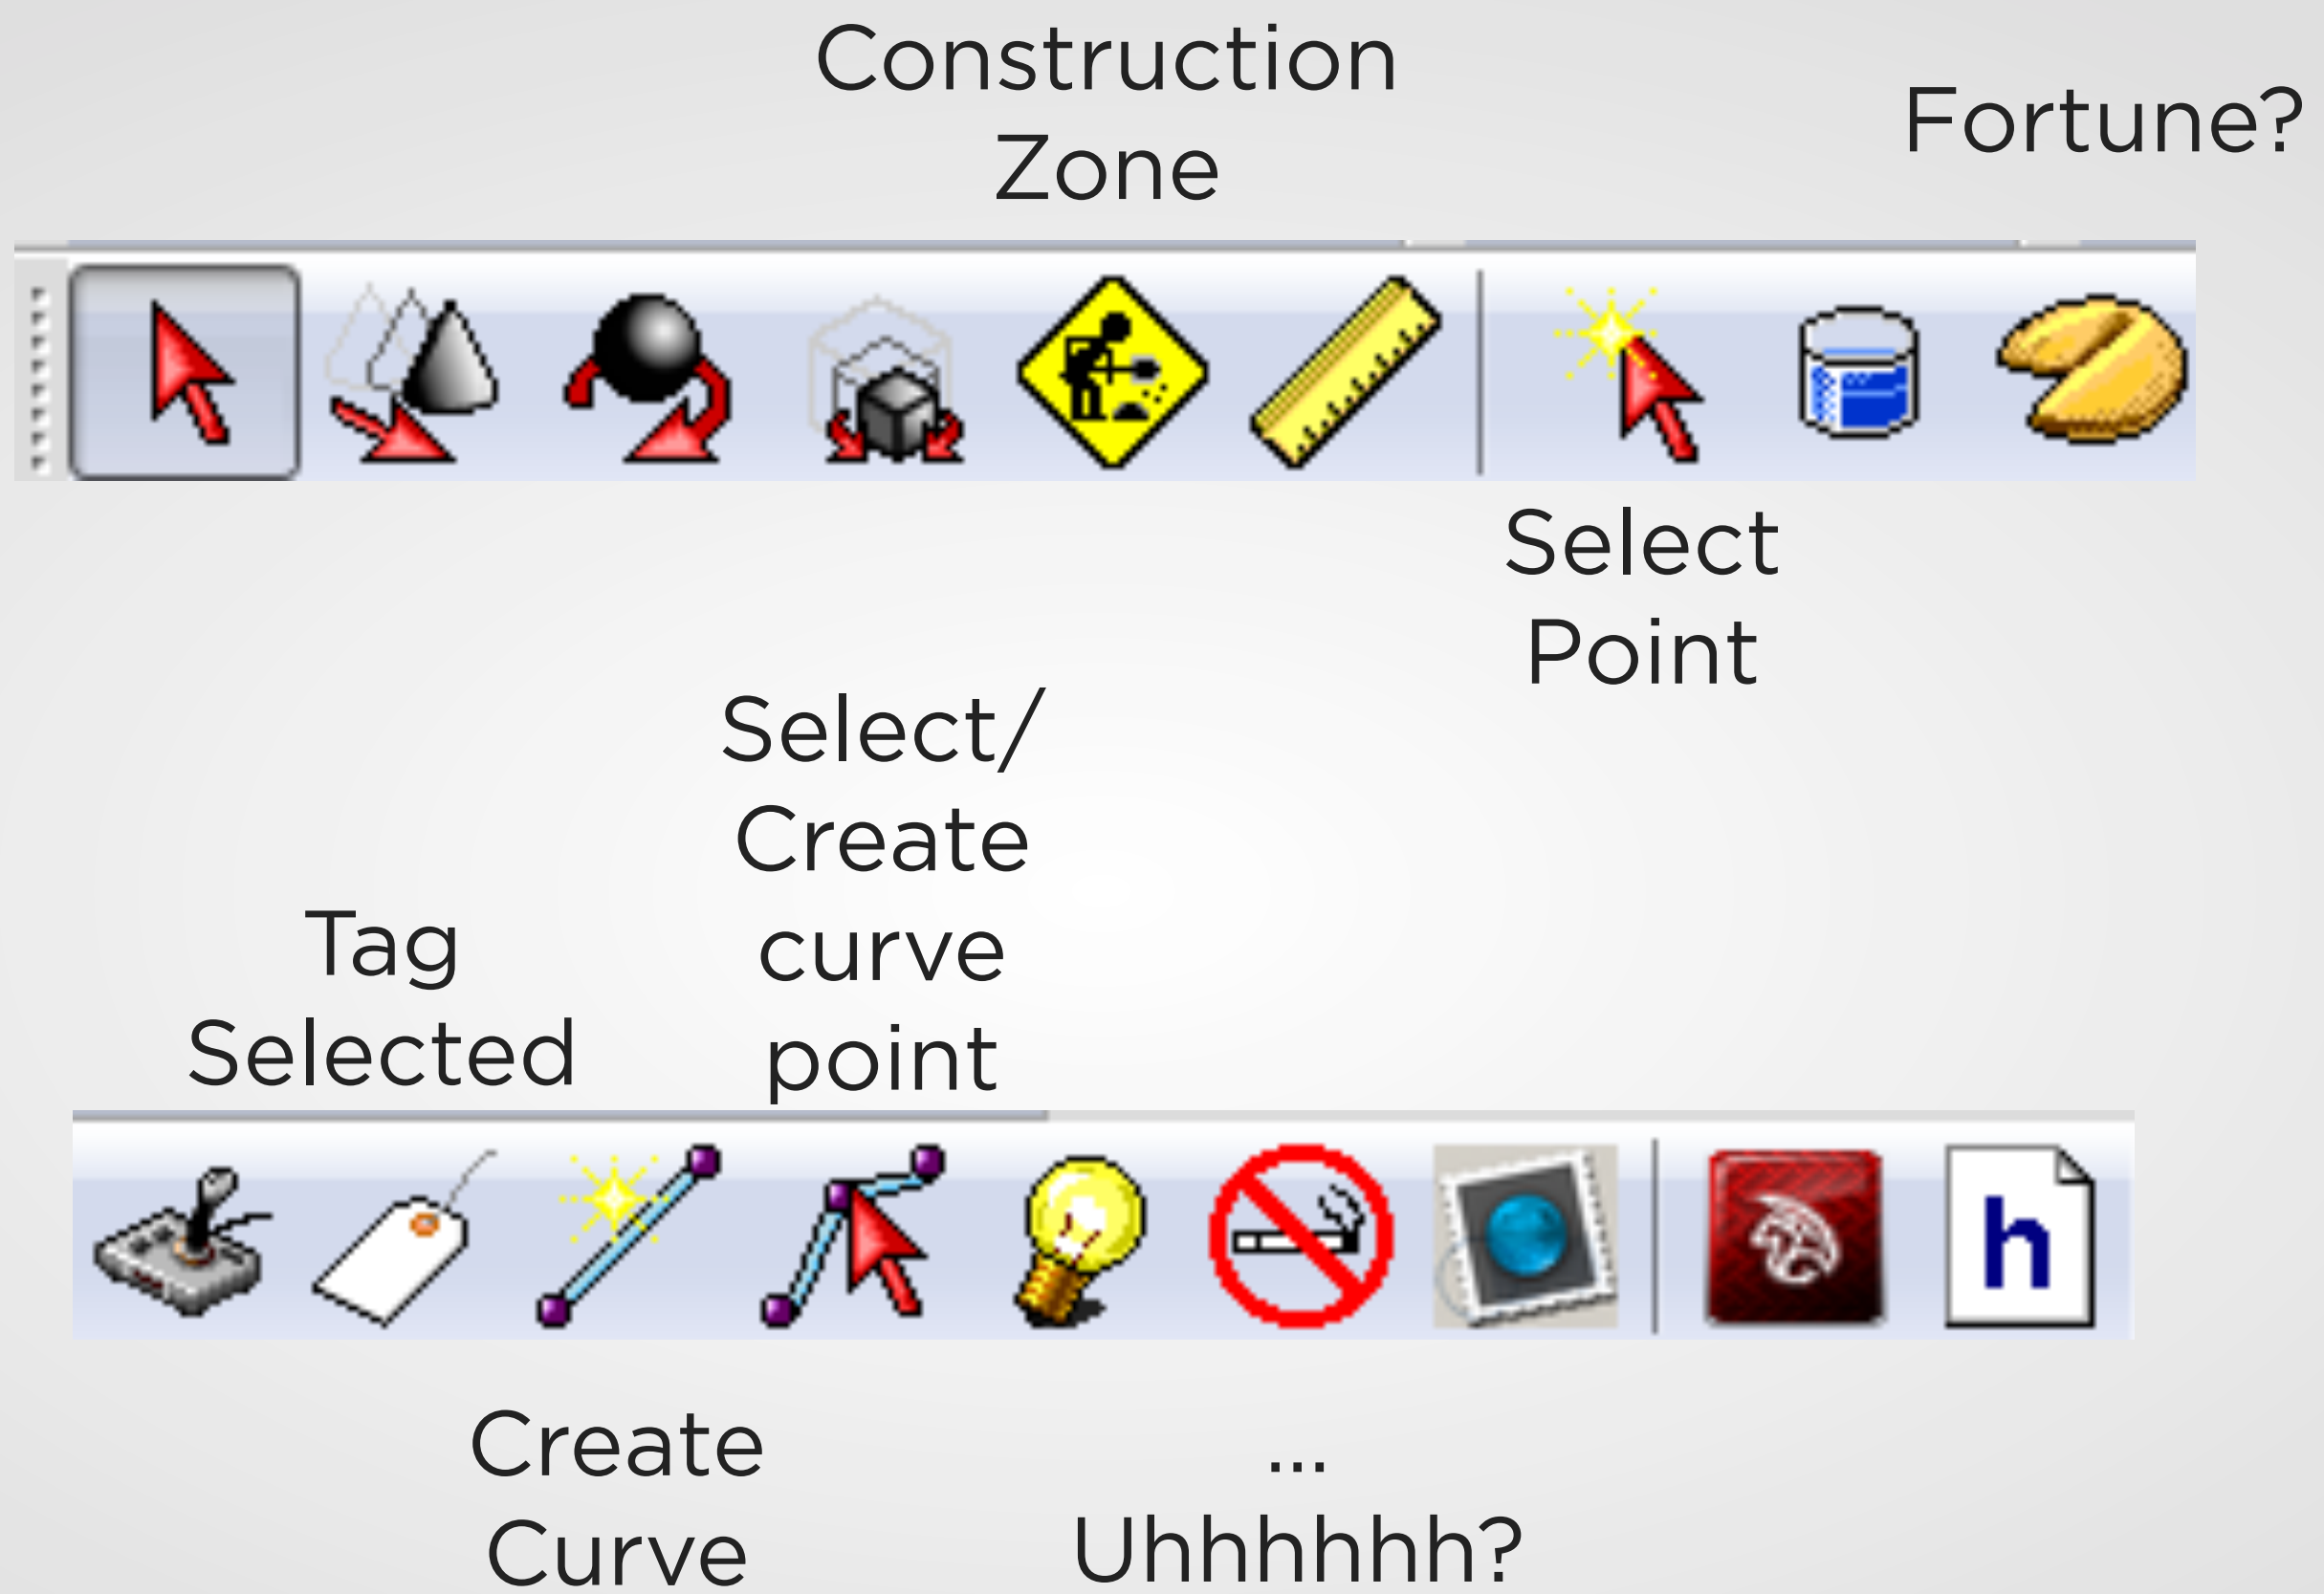 Construction
Zone
Fortune?
Select
Point
Select/
Create
curve
point
Tag
Selected
h
Create
Curve
...
Uhhhhhh?